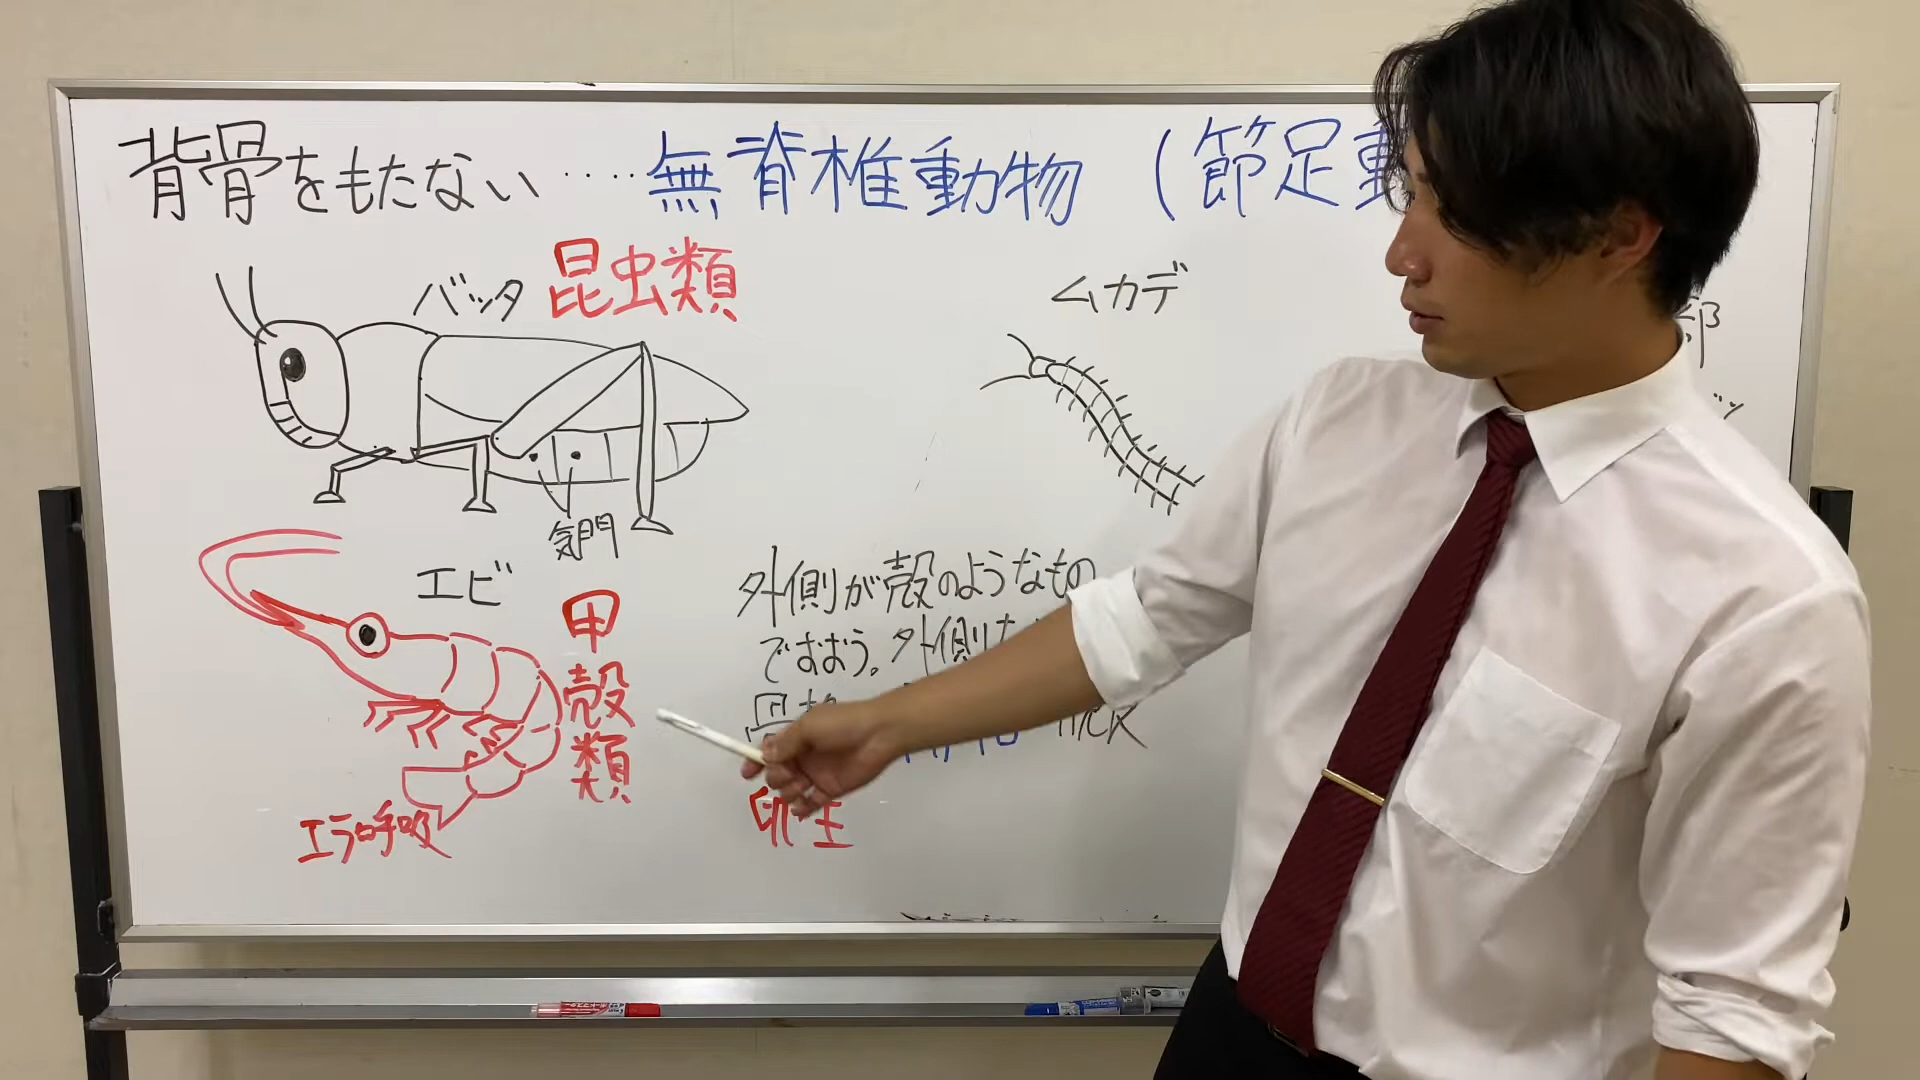 背骨をもたない……無脊椎動物 (節足動
バッタ 昆虫類
ムカデ
気門
エビ
甲殻類
エラ呼吸
外側が殻のようなもの
でおおう。外側
卵生